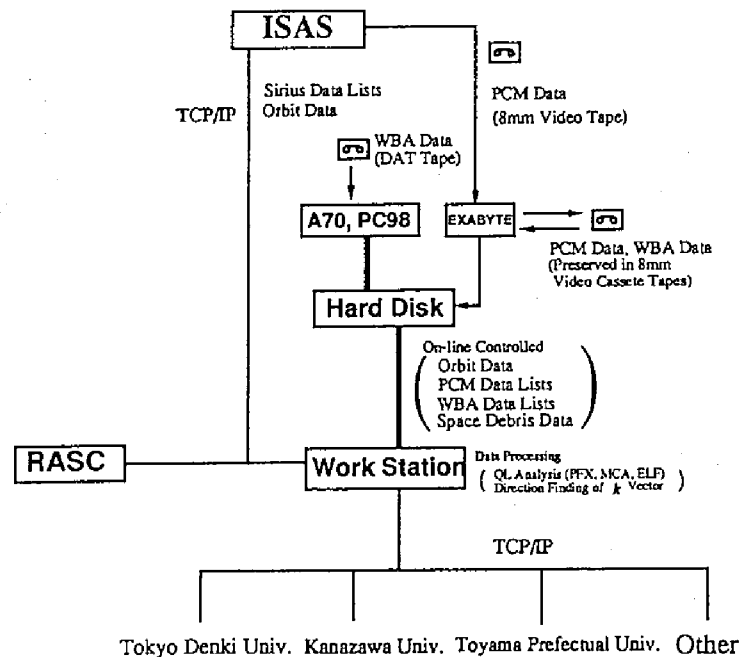 ISAS
TCP/IP
Sirius Data Lists
Orbit Data
PCM Data
(8mm Video Tape)
WBA Data
(DAT Tape)
A70, PC98
EXABYTE
PCM Data, WBA Data
(Preserved in 8mm
Video Cassete Tapes)
Hard Disk
On-line Controlled
Orbit Data
PCM Data Lists
WBA Data Lists
Space Debris Data
RASC
Work Station
Data Processing
( QL Analysis (PFX, MCA, ELF)
Direction Finding of k Vector )
TCP/IP
Tokyo Denki Univ. Kanazawa Univ. Toyama Prefectual Univ. Other